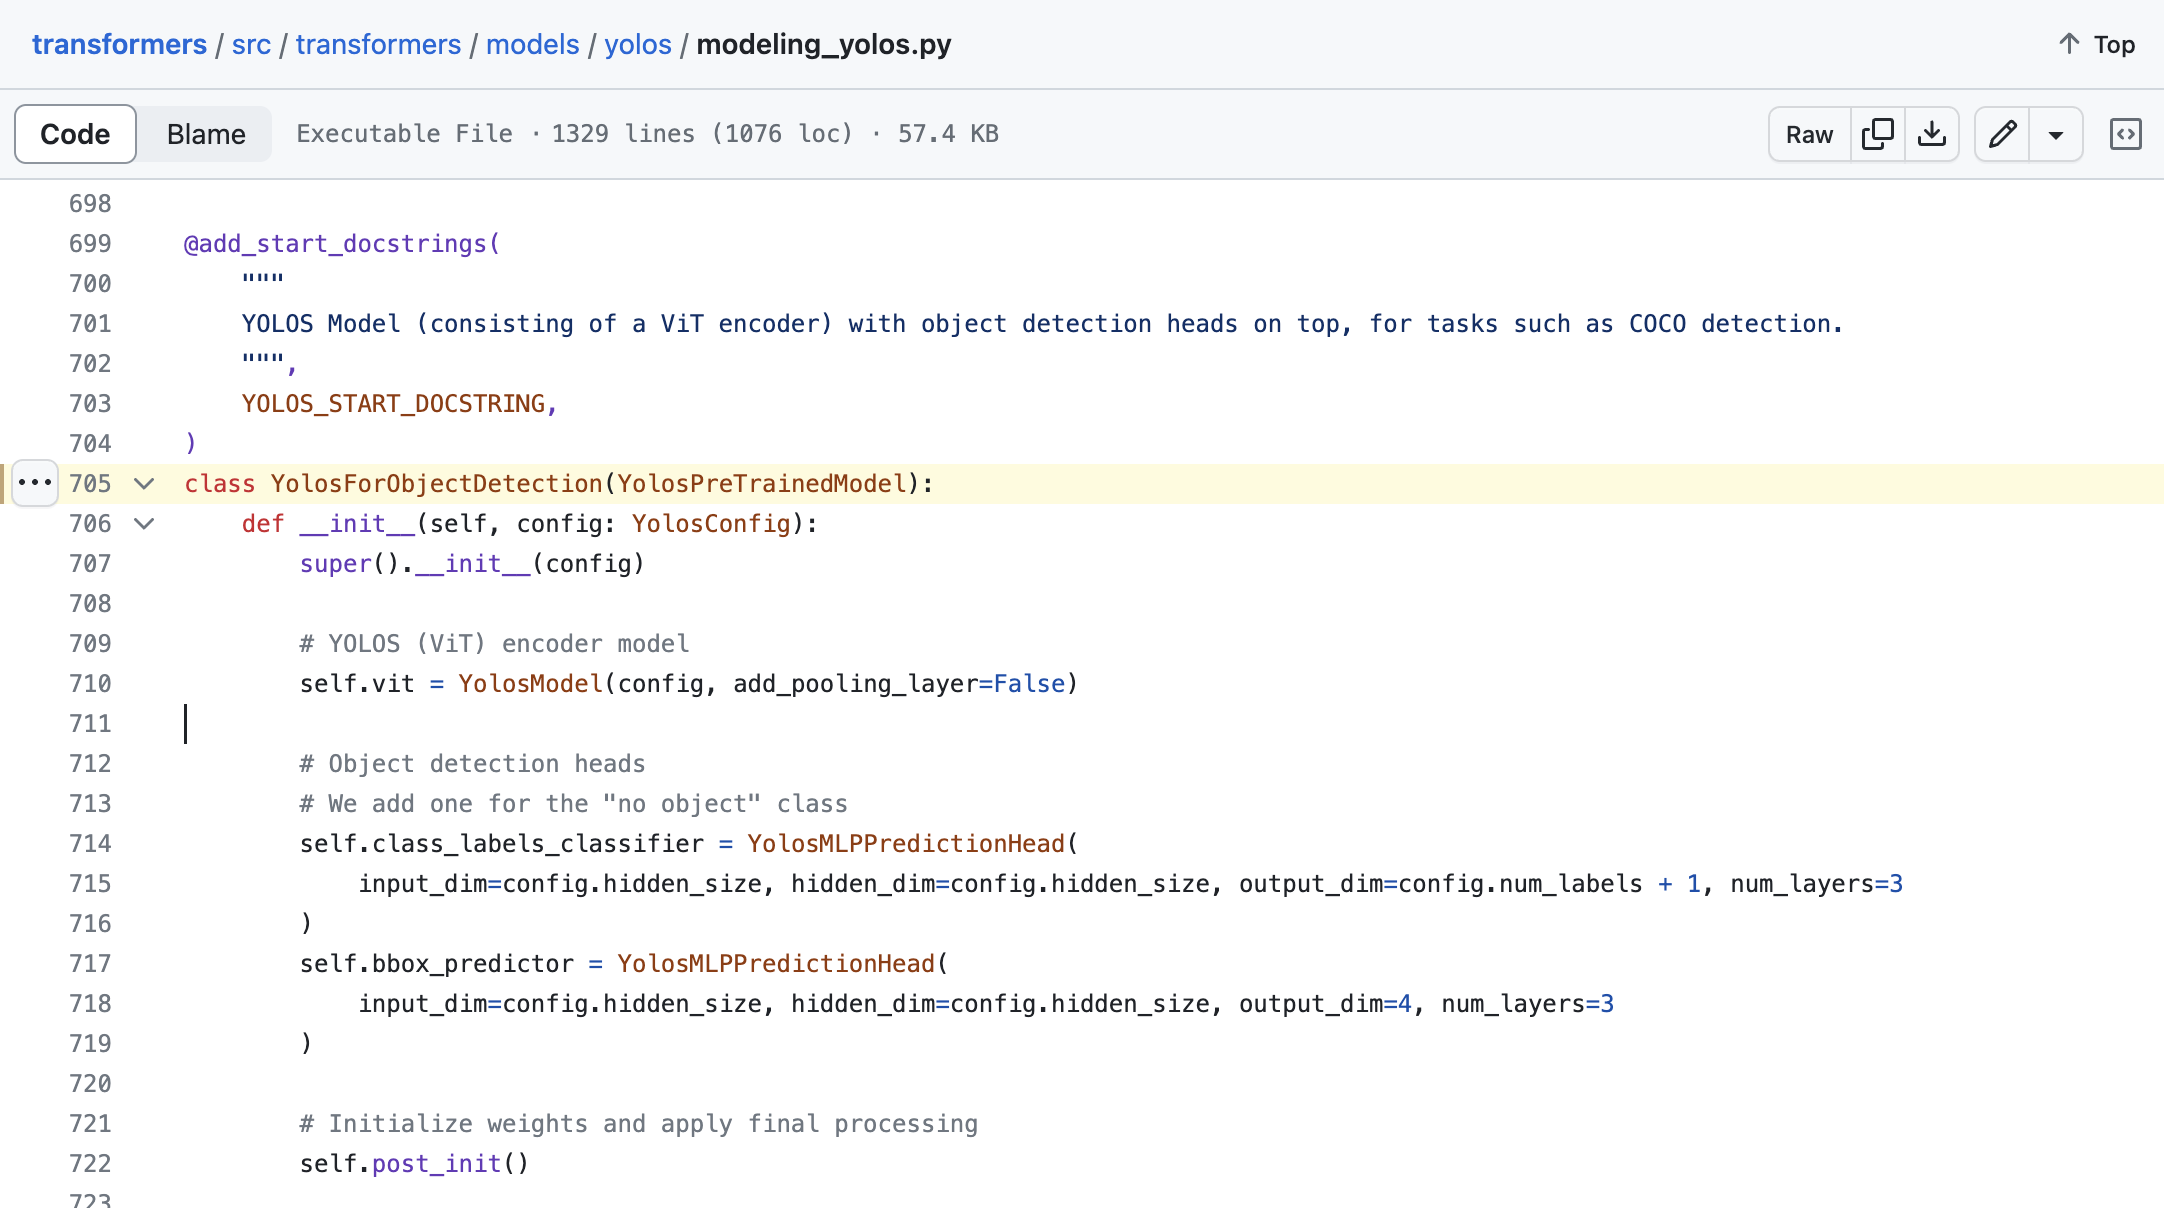 transformers / src / transformers / models / yolos / modeling_yolos.py
Top
Code
Blame
Executable File · 1329 lines (1076 loc) · 57.4 KB
Raw
698
699 @add_start_docstrings(
700     """
701     YOLOS Model (consisting of a ViT encoder) with object detection heads on top, for tasks such as COCO detection.
702     """,
703     YOLOS_START_DOCSTRING,
704 )
705 class YolosForObjectDetection(YolosPreTrainedModel):
706     def __init__(self, config: YolosConfig):
707         super().__init__(config)
708
709         # YOLOS (ViT) encoder model
710         self.vit = YolosModel(config, add_pooling_layer=False)
711
712         # Object detection heads
713         # We add one for the "no object" class
714         self.class_labels_classifier = YolosMLPPredictionHead(
715             input_dim=config.hidden_size, hidden_dim=config.hidden_size, output_dim=config.num_labels + 1, num_layers=3
716         )
717         self.bbox_predictor = YolosMLPPredictionHead(
718             input_dim=config.hidden_size, hidden_dim=config.hidden_size, output_dim=4, num_layers=3
719         )
720
721         # Initialize weights and apply final processing
722         self.post_init()
723